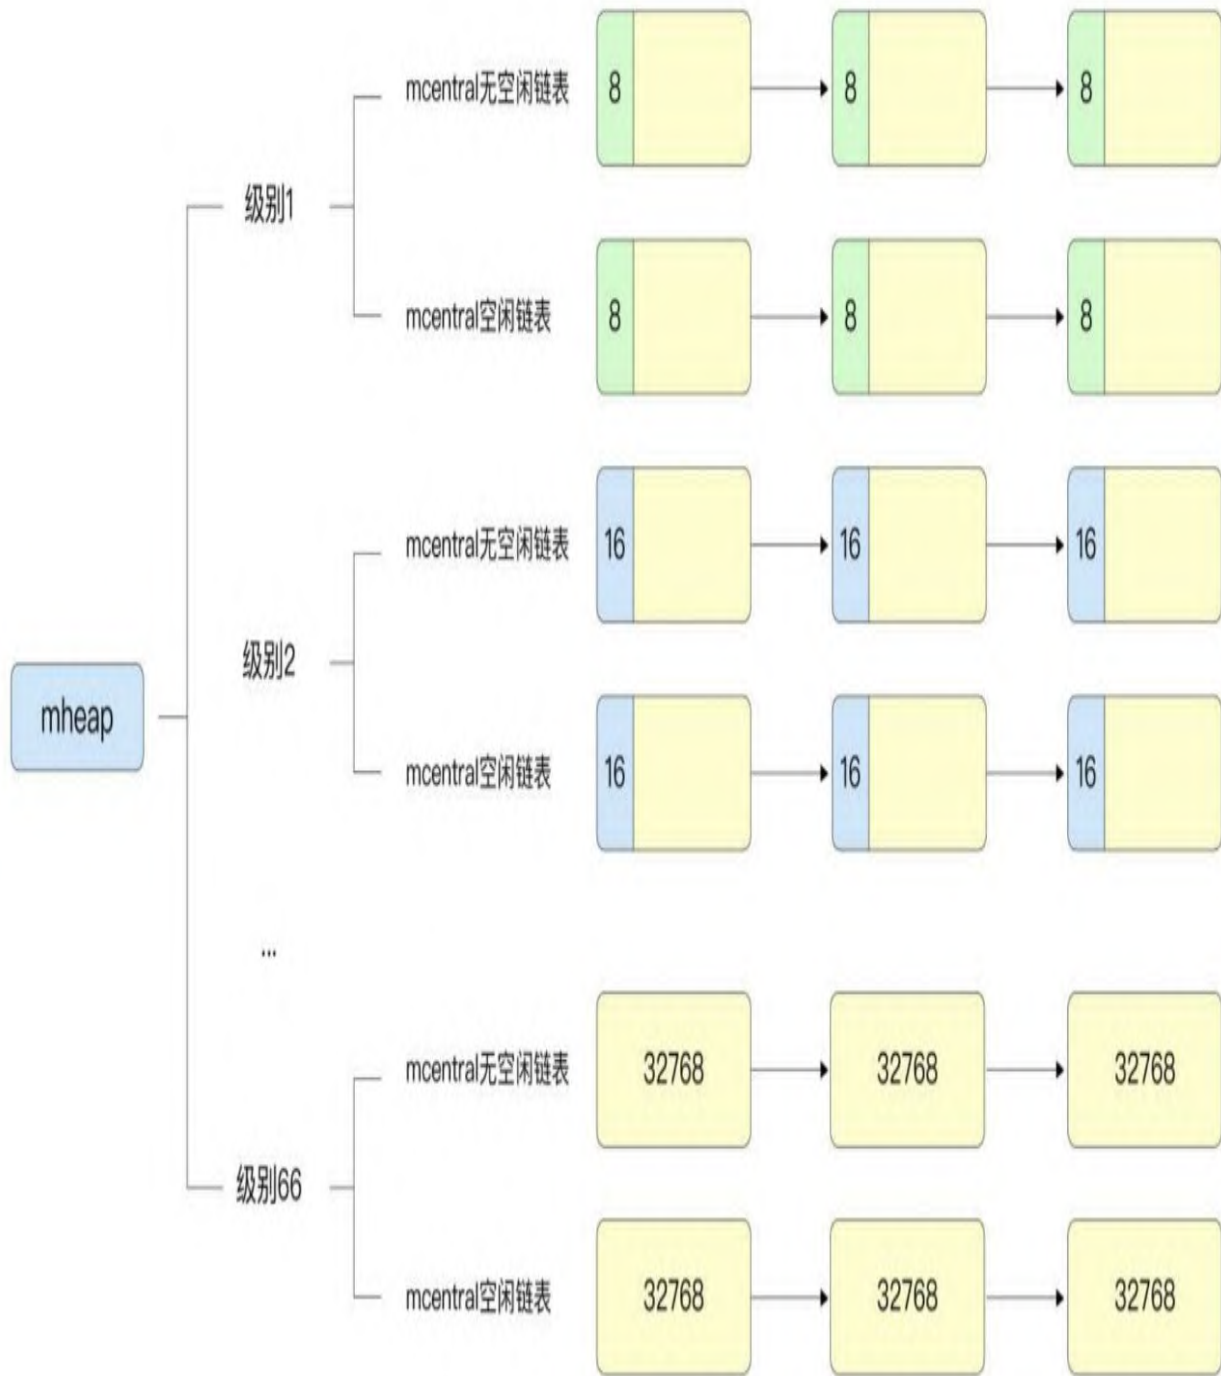 mcentral无空闲链表 8 8 8
级别1
mcentral空闲链表 8 8 8
mcentral无空闲链表 16 16 16
级别2
mheap
mcentral空闲链表 16 16 16
...
mcentral无空闲链表 32768 32768 32768
级别66
mcentral空闲链表 32768 32768 32768